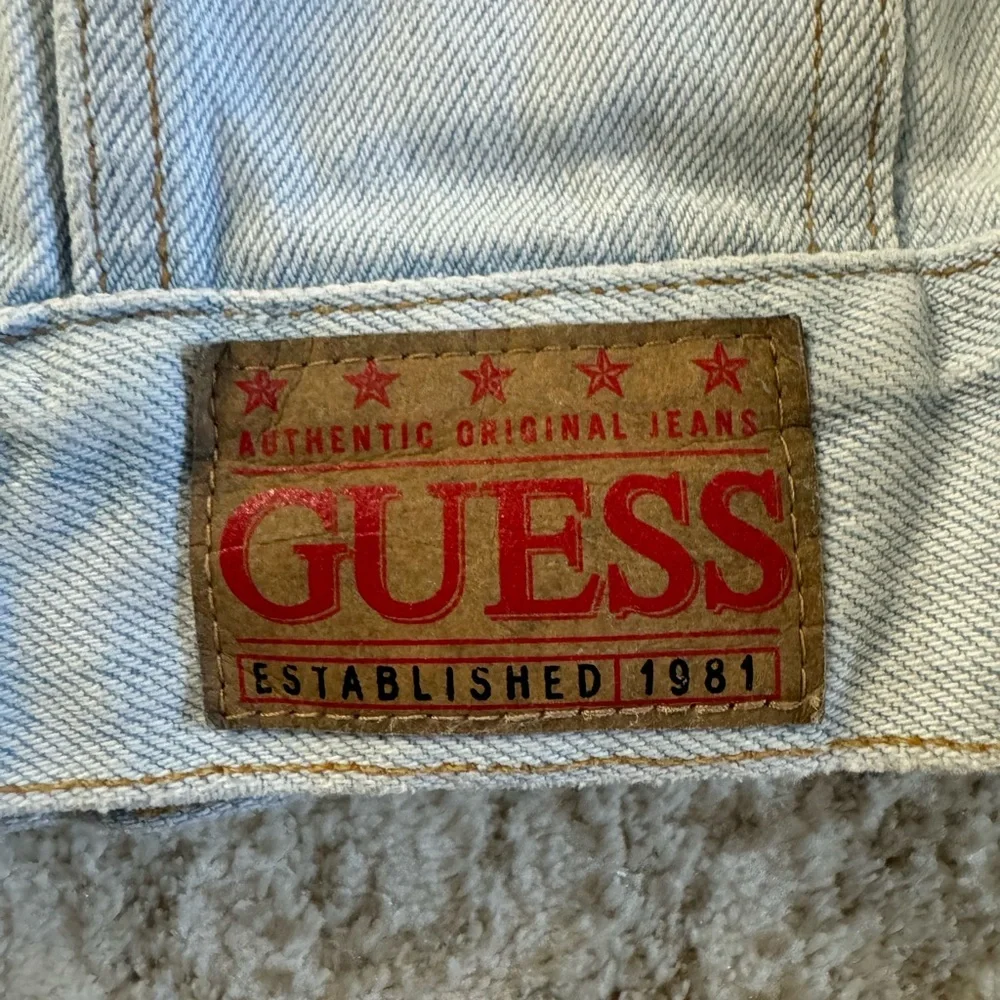 AUTHENTIC ORIGINAL JEANS
GUESS
ESTABLISHED 1981